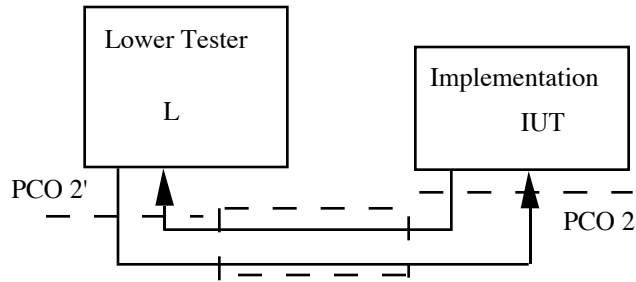 Lower Tester
L
Implementation
IUT
PCO 2'
PCO 2